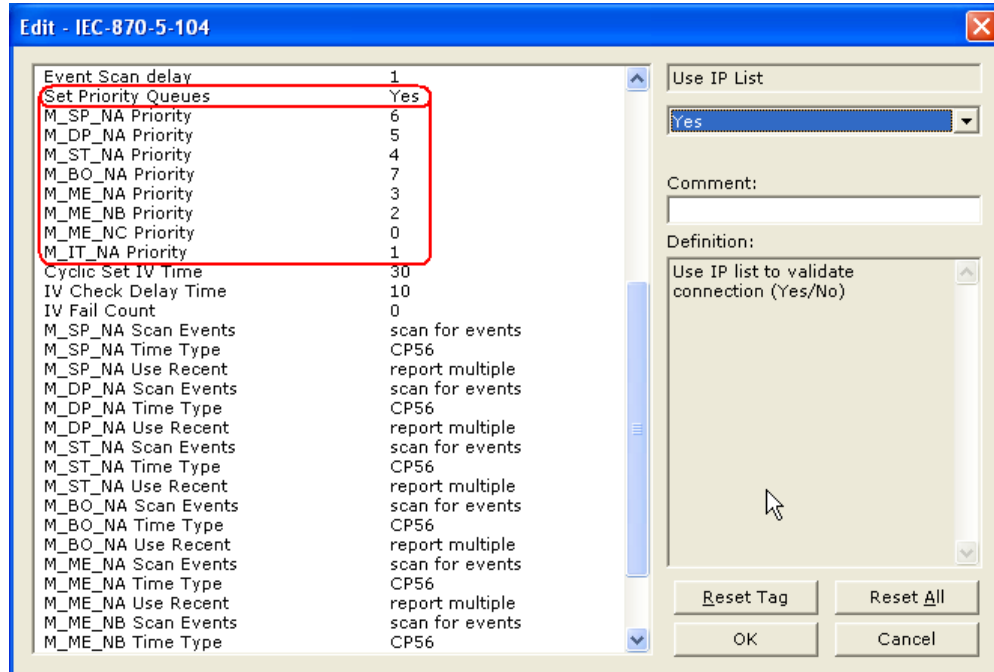 Edit - IEC-870-5-104
Event Scan delay 1
Set Priority Queues Yes
M_SP_NA Priority 6
M_DP_NA Priority 5
M_ST_NA Priority 4
M_BO_NA Priority 7
M_ME_NA Priority 3
M_ME_NB Priority 2
M_ME_NC Priority 0
M_IT_NA Priority 1
Cyclic Set IV Time 30
IV Check Delay Time 10
IV Fail Count 0
M_SP_NA Scan Events scan for events
M_SP_NA Time Type CP56
M_SP_NA Use Recent report multiple
M_DP_NA Scan Events scan for events
M_DP_NA Time Type CP56
M_DP_NA Use Recent report multiple
M_ST_NA Scan Events scan for events
M_ST_NA Time Type CP56
M_ST_NA Use Recent report multiple
M_BO_NA Scan Events scan for events
M_BO_NA Time Type CP56
M_BO_NA Use Recent report multiple
M_ME_NA Scan Events scan for events
M_ME_NA Time Type CP56
M_ME_NA Use Recent report multiple
M_ME_NB Scan Events scan for events
M_ME_NB Time Type CP56
Use IP List
Yes
Comment:
Definition:
Use IP list to validate
connection (Yes/No)
Reset Tag Reset All
OK Cancel